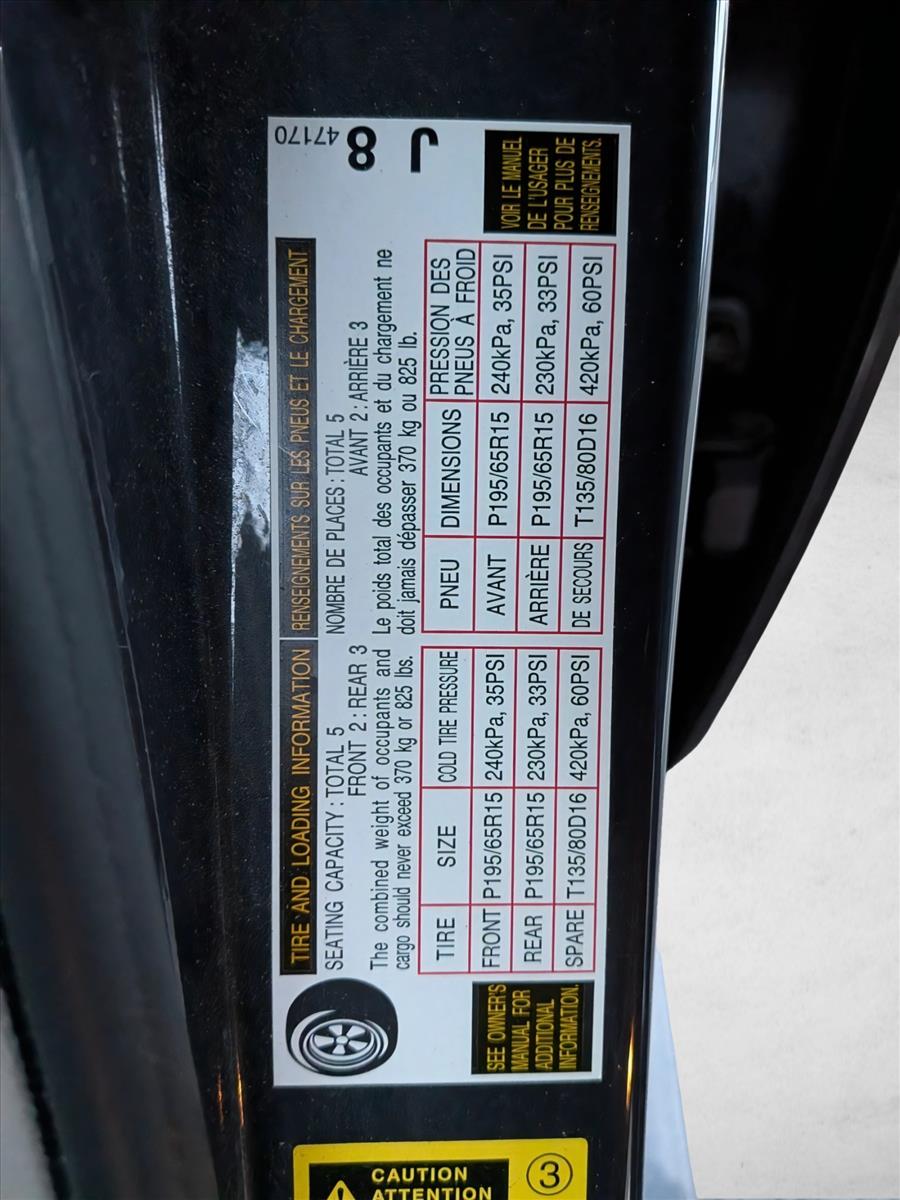 TIRE AND LOADING INFORMATION
SEATING CAPACITY : TOTAL 5
FRONT 2 : REAR 3
The combined weight of occupants and
cargo should never exceed 370 kg or 825 lbs.
TIRE SIZE COLD TIRE PRESSURE
FRONT P195/65R15 240kPa, 35PSI
REAR P195/65R15 230kPa, 33PSI
SPARE T135/80D16 420kPa, 60PSI
SEE OWNER'S
MANUAL FOR
ADDITIONAL
INFORMATION.
RENSEIGNEMENTS SUR LES PNEUS ET LE CHARGEMENT
NOMBRE DE PLACES : TOTAL 5
AVANT 2 : ARRIÈRE 3
Le poids total des occupants et du chargement ne
doit jamais dépasser 370 kg ou 825 lb.
PNEU DIMENSIONS PRESSION DES
PNEUS À FROID
AVANT P195/65R15 240kPa, 35PSI
ARRIÈRE P195/65R15 230kPa, 33PSI
DE SECOURS T135/80D16 420kPa, 60PSI
VOIR LE MANUEL
DE L'USAGER
POUR PLUS DE
RENSEIGNEMENTS.
47170
8
J
CAUTION
ATTENTION
3